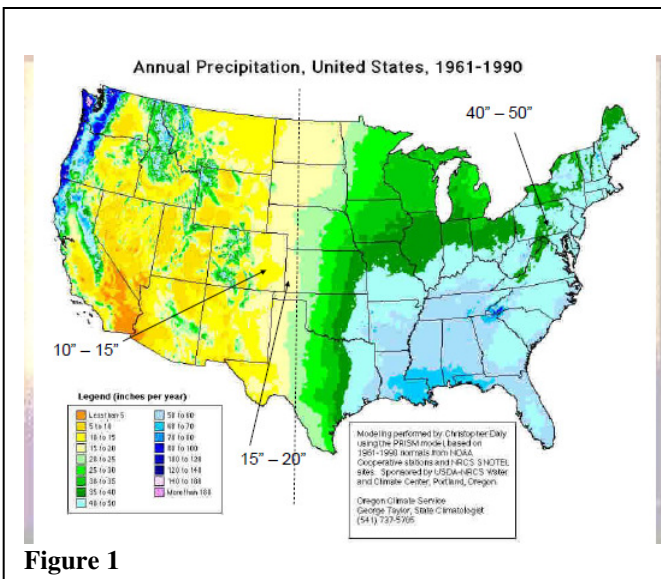 Annual Precipitation, United States, 1961-1990
40” – 50”
10” – 15”
15” – 20”
Legend (inches per year)
Less than 5
5 to 10
10 to 15
15 to 20
20 to 25
25 to 30
30 to 35
35 to 40
40 to 50
50 to 60
60 to 70
70 to 80
80 to 100
100 to 120
120 to 140
140 to 180
More than 180
Modeling performed by Christopher Daly
using the PRISM model, based on
1961-1990 normals from NOAA
Cooperative stations and NRCS SNOTEL
sites. Sponsored by USDA-NRCS Water
and Climate Center, Portland, Oregon.
Oregon Climate Service
George Taylor, State Climatologist
(541) 737-5705
Figure 1